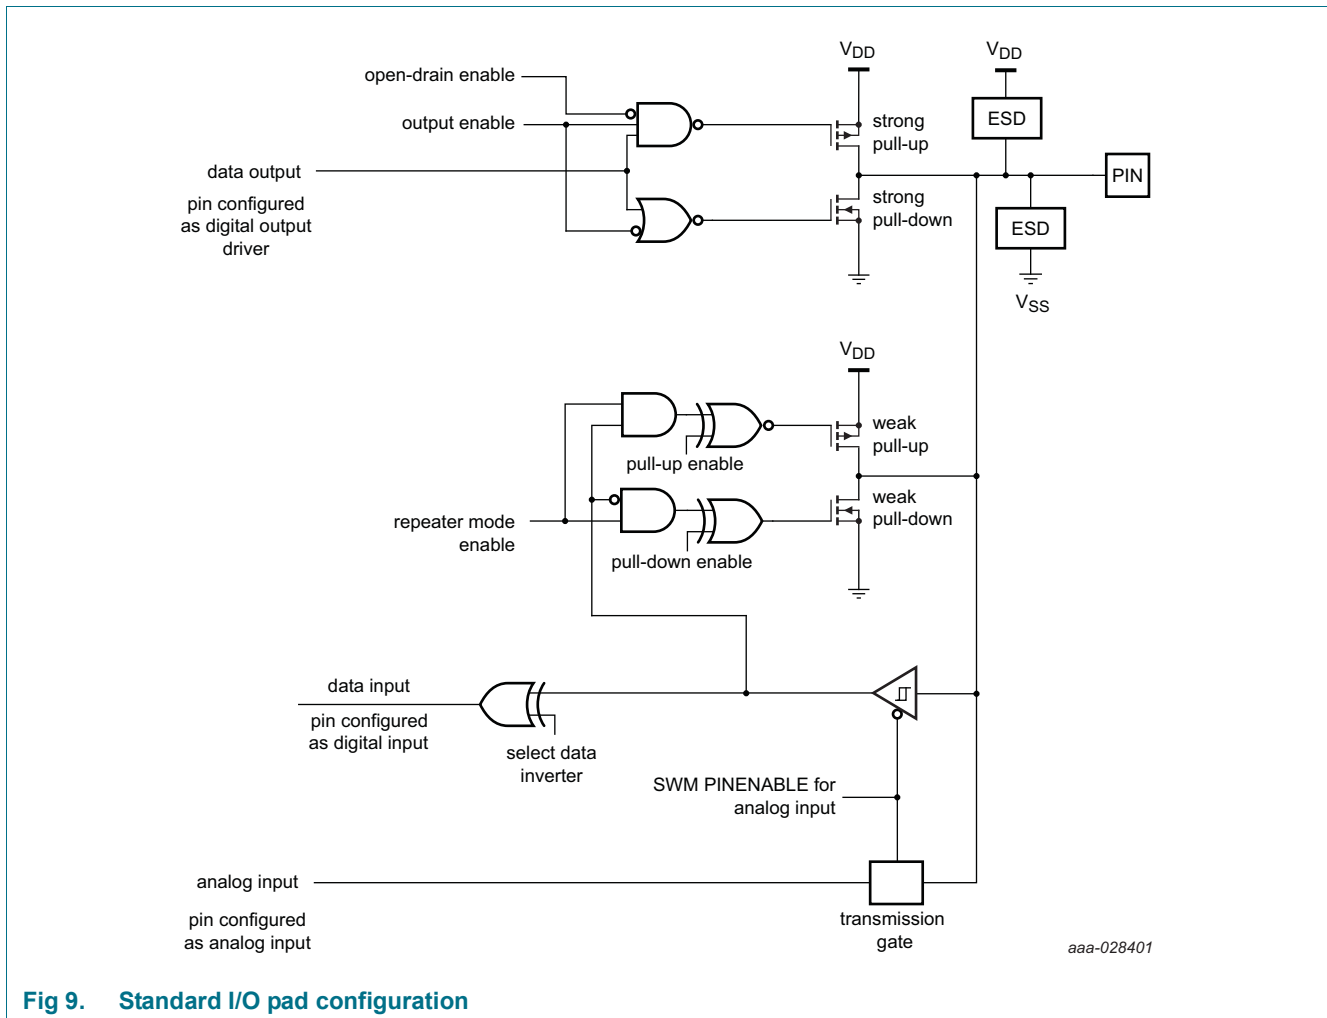 VDD
VDD
open-drain enable
ESD
strong
pull-up
output enable
data output
PIN
pin configured
as digital output
driver
strong
pull-down
ESD
VSS
VDD
weak
pull-up
pull-up enable
weak
pull-down
repeater mode
enable
pull-down enable
data input
pin configured
as digital input
select data
inverter
SWM PINENABLE for
analog input
analog input
pin configured
as analog input
transmission
gate
aaa-028401
Fig 9. Standard I/O pad configuration